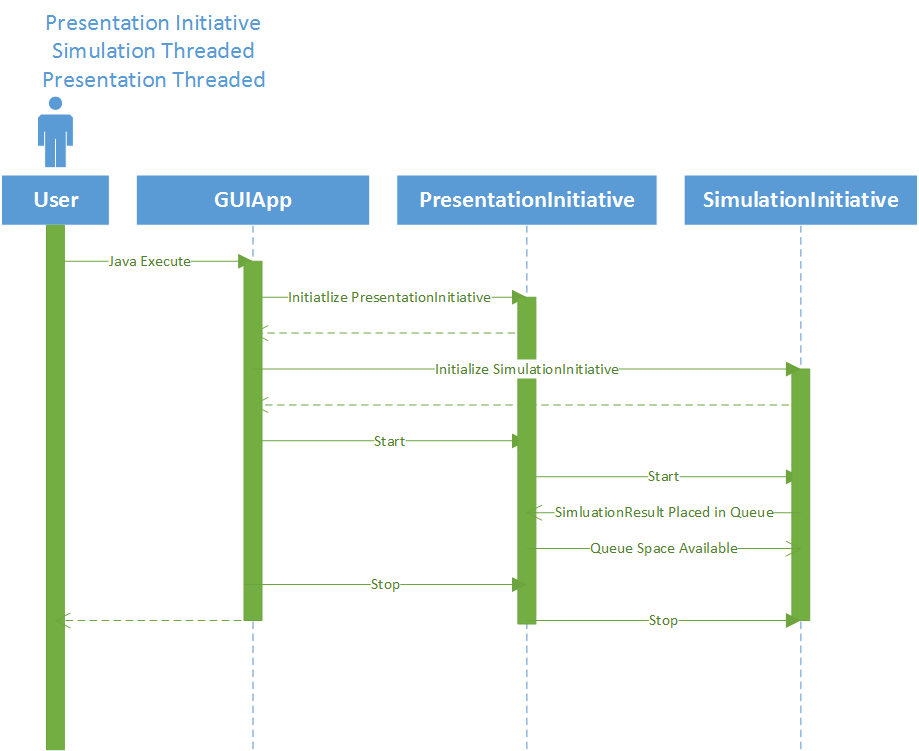 Presentation Initiative
Simulation Threaded
Presentation Threaded
User
GUIApp
PresentationInitiative
SimulationInitiative
Java Execute
Initiatlize PresentationInitiative
Initialize SimulationInitiative
Start
Start
SimluationResult Placed in Queue
Queue Space Available
Stop
Stop